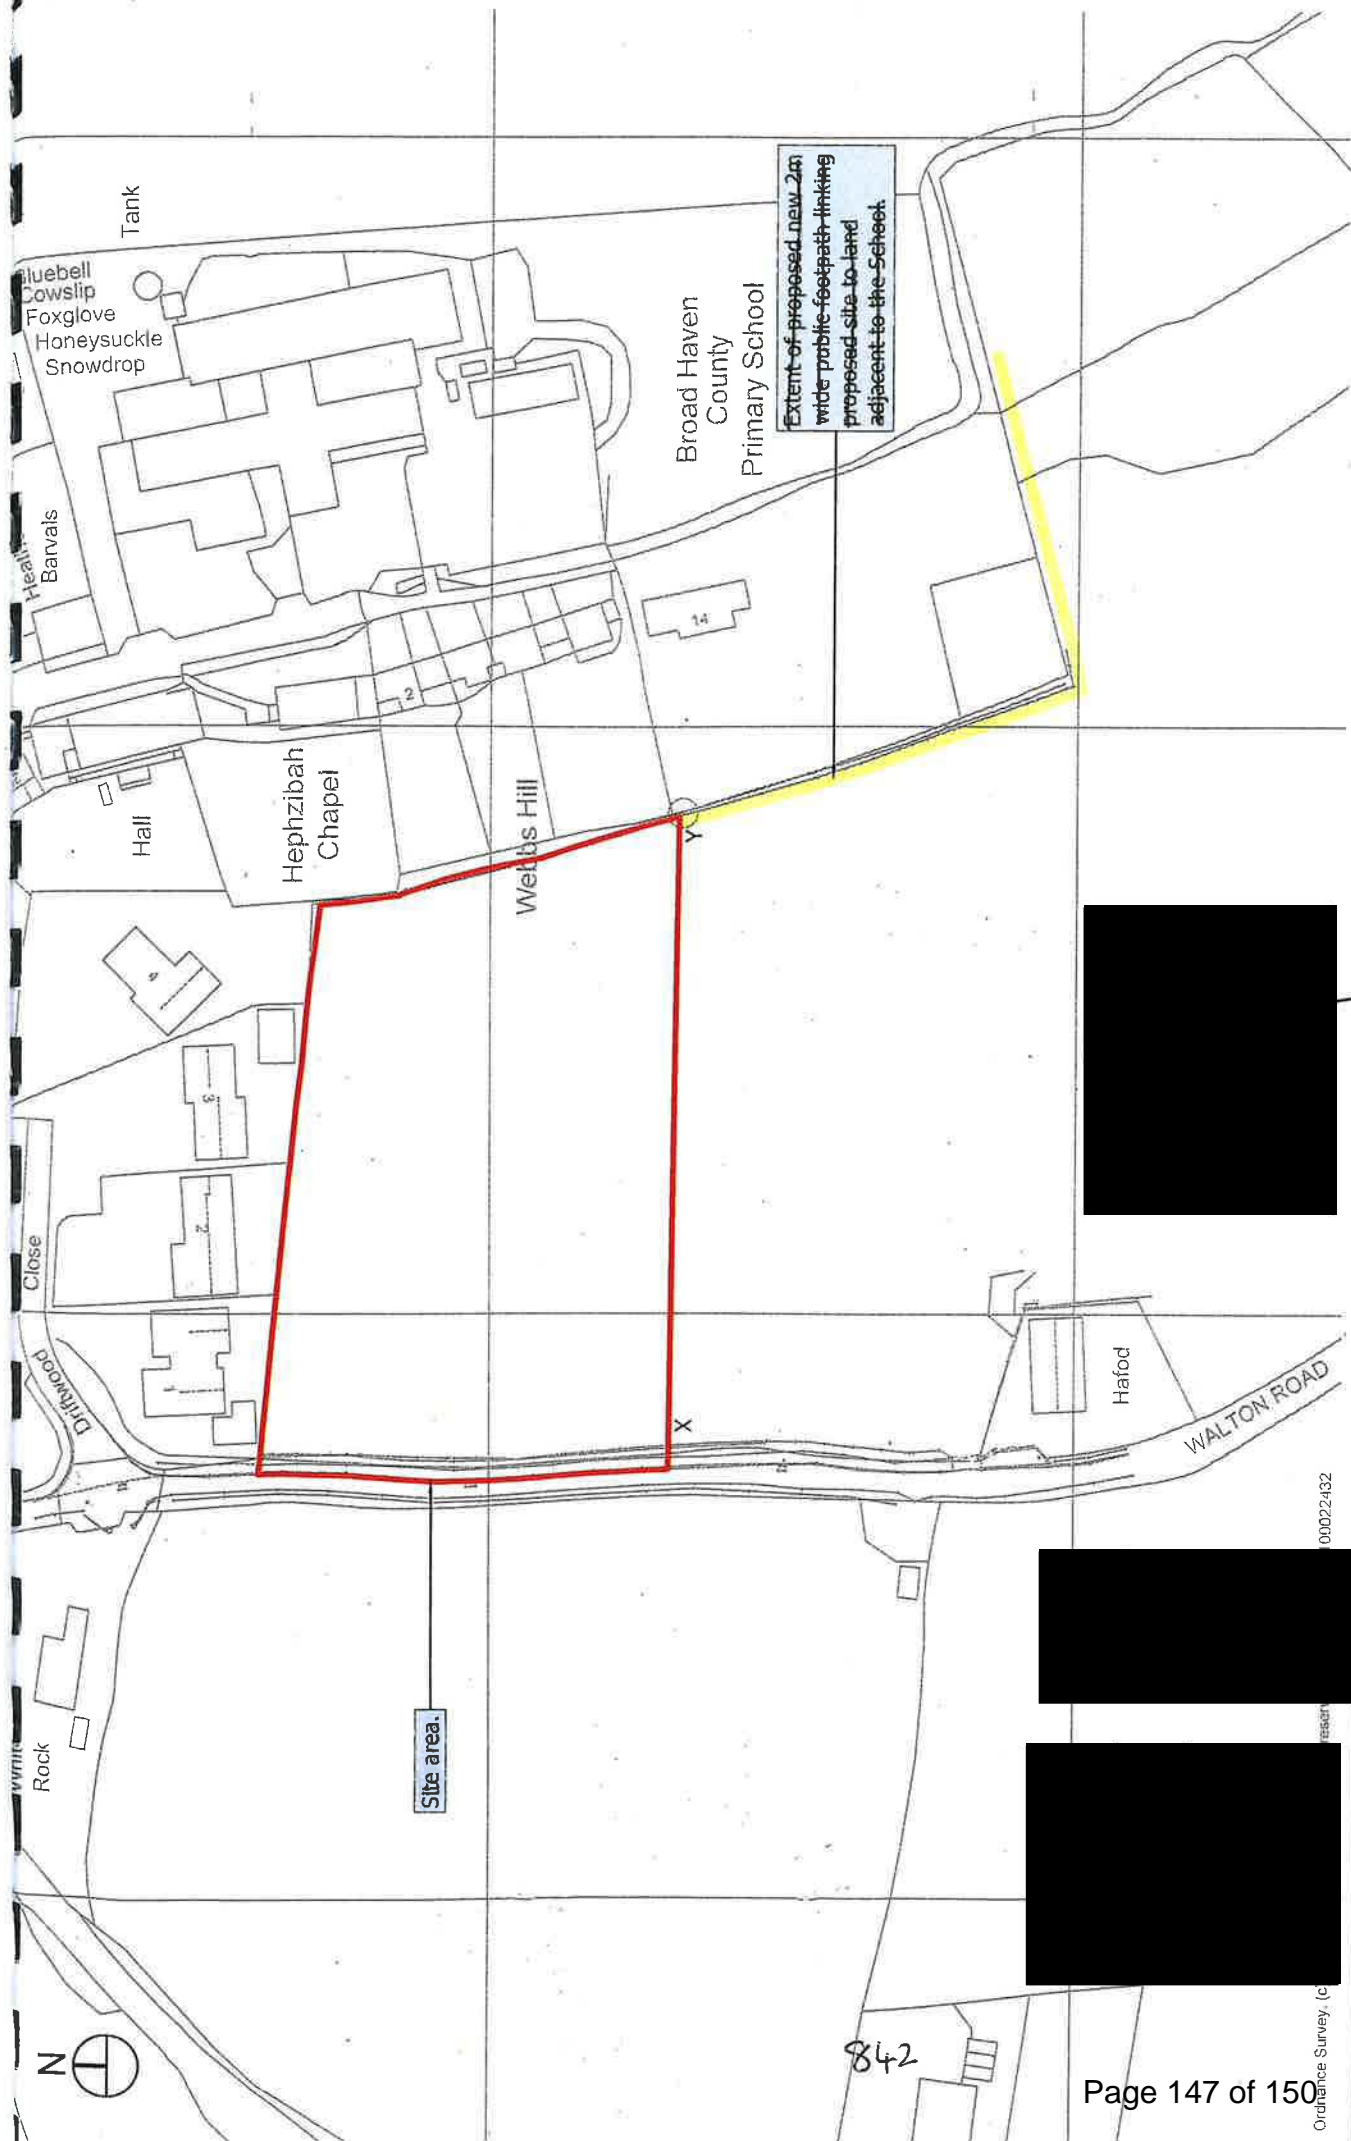 Tank
Cowslip
Foxglove
Honeysuckle
Snowdrop
Barvals
Broad Haven
County
Primary School
Extent of proposed new 2m
wide public footpath linking
proposed site to land
adjacent to the School.
14
2
Hall
Hephzibah
Chapel
Webbs Hill
Y
4
3
2
1
Close
Driftwood
X
Hafod
WALTON ROAD
Rock
Site area.
N
842
Page 147 of 150
Ordnance Survey, (c)
100022432